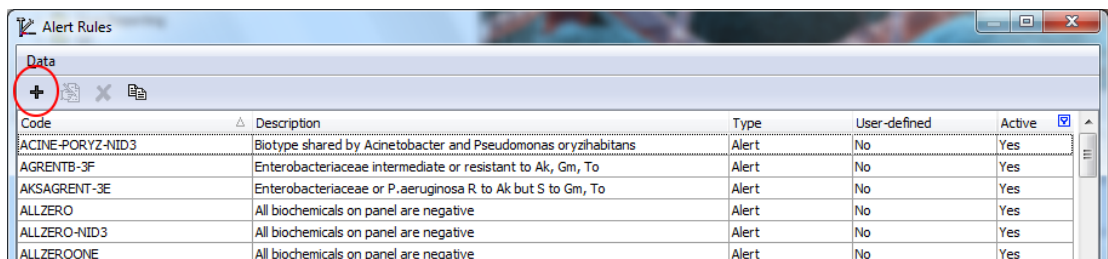 Alert Rules
Data
Code Description Type User-defined Active
ACINE-PORYZ-NID3 Biotype shared by Acinetobacter and Pseudomonas oryzihabitans Alert No Yes
AGRENTB-3F Enterobacteriaceae intermediate or resistant to Ak, Gm, To Alert No Yes
AKSAGRENT-3E Enterobacteriaceae or P.aeruginosa R to Ak but S to Gm, To Alert No Yes
ALLZERO All biochemicals on panel are negative Alert No Yes
ALLZERO-NID3 All biochemicals on panel are negative Alert No Yes
ALLZEROONE All biochemicals on panel are negative Alert No Yes